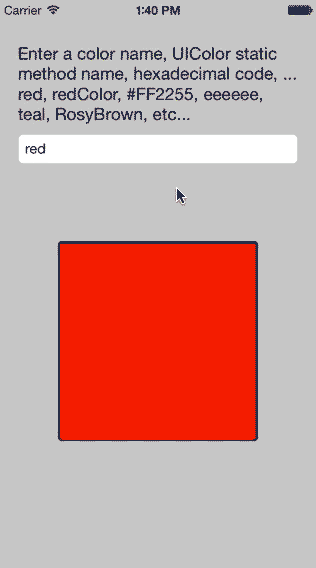 Carrier 1:40 PM
Enter a color name, UIColor static
method name, hexadecimal code, ...
red, redColor, #FF2255, eeeeee,
teal, RosyBrown, etc...
red